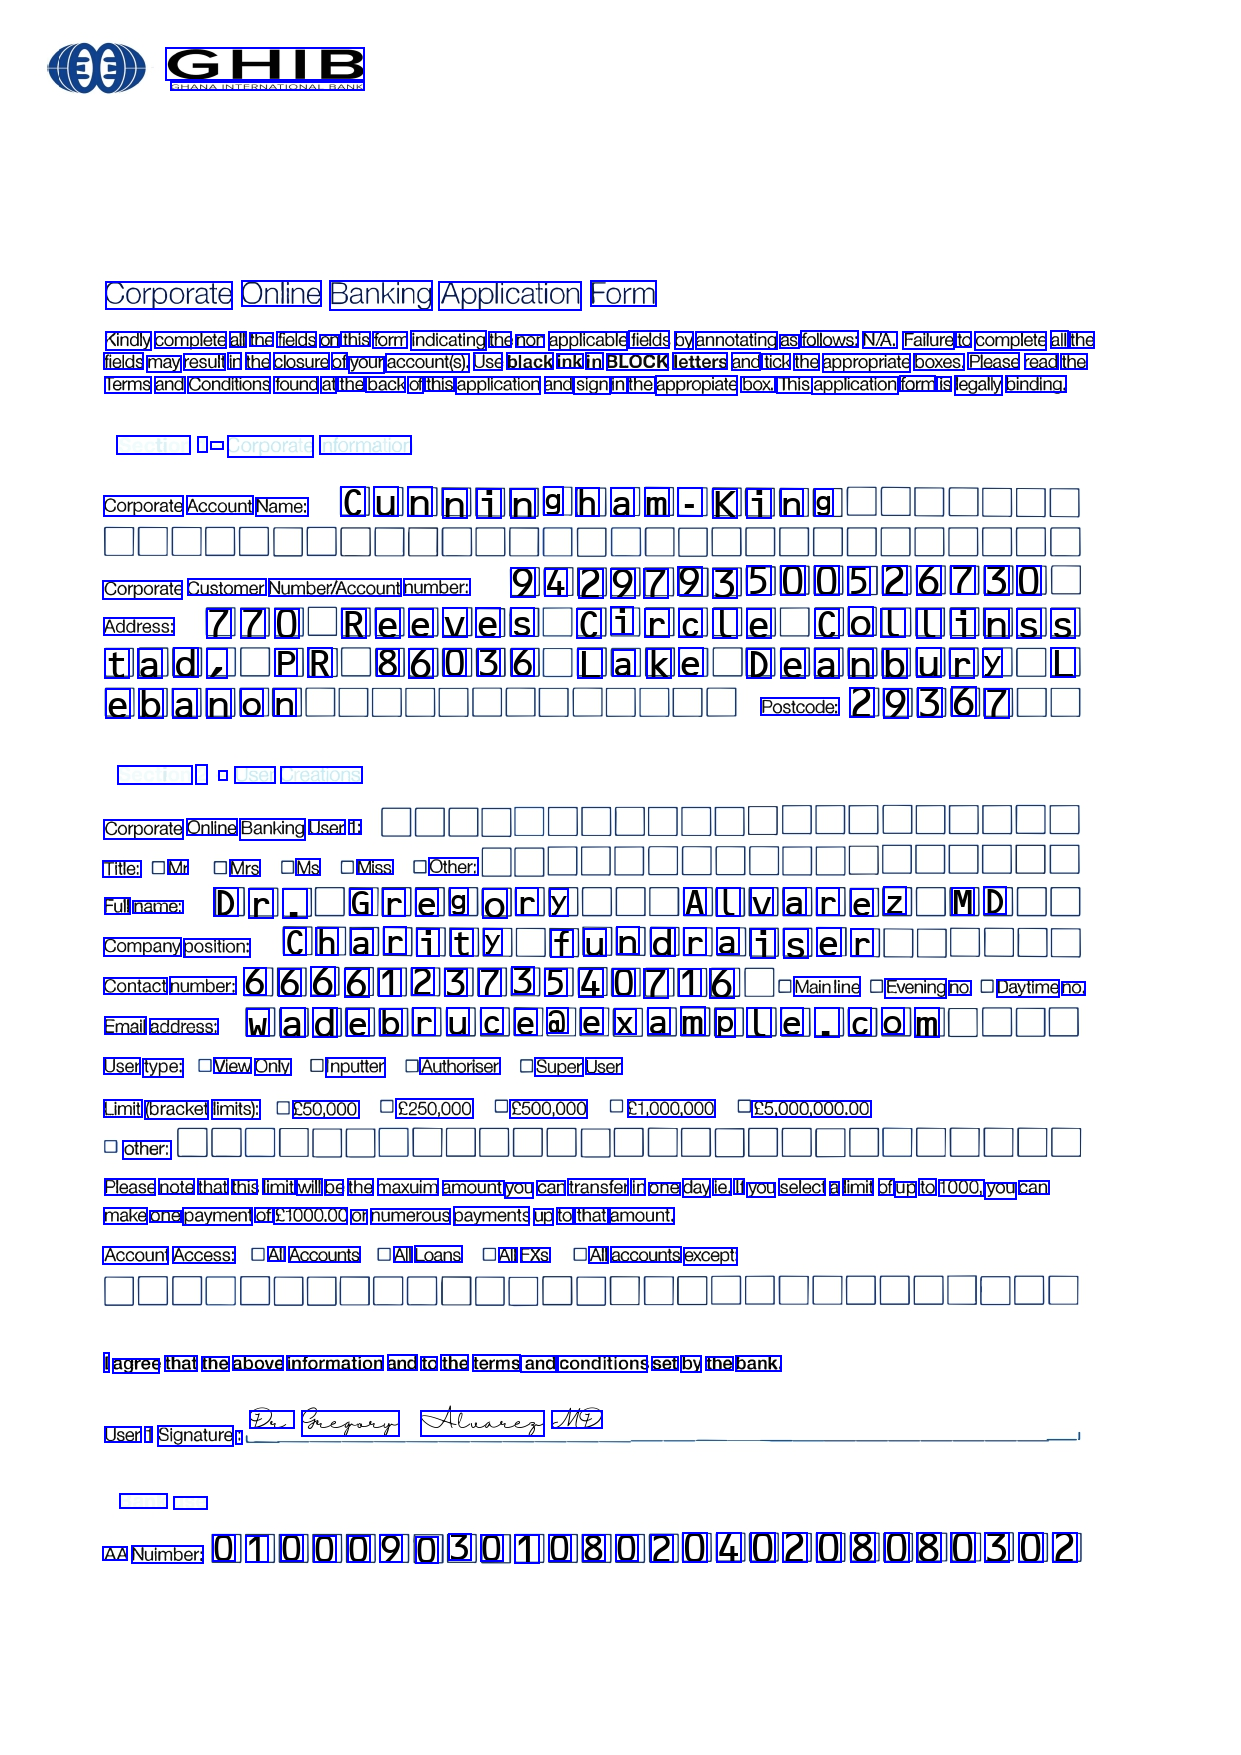 GHIB
GHANA INTERNATIONAL BANK
Corporate Online Banking Application Form
Kindly complete all the fields on this form indicating the non applicable fields by annotating as follows: N/A. Failure to complete all the
fields may result in the closure of your account(s). Use black ink in BLOCK letters and tick the appropriate boxes. Please read the
Terms and Conditions found at the back of this application and sign in the appropiate box. This application form is legally binding.
Section - Corporate Information
Corporate Account Name: Cunningham-King
Corporate Customer Number/Account number: 9429793500526730
Address: 770 Reeves Circle Collinss
tad, PR 86036 Lake Deanbury L
ebanon Postcode: 29367
Section - User Creations
Corporate Online Banking User 1:
Title: Mr Mrs Ms Miss Other:
Full name: Dr. Gregory Alvarez MD
Company position: Charity fundraiser
Contact number: 666123735407​16 Main line Evening no Daytime no.
Email address: wadebruce@example.com
User type: View Only Inputter Authoriser Super User
Limit (bracket limits): £50,000 £250,000 £500,000 £1,000,000 £5,000,000.00
other:
Please note that this limit will be the maxuim amount you can transfer in one day ie. If you select a limit of up to 1000, you can
make one payment of £1000.00 or numerous payments up to that amount.
Account Access: All Accounts All Loans All FXs All accounts except
I agree that the above information and to the terms and conditions set by the bank.
User 1 Signature: Dr. Gregory Alvarez MD
AA Nuimber: 01000903010802040208080302